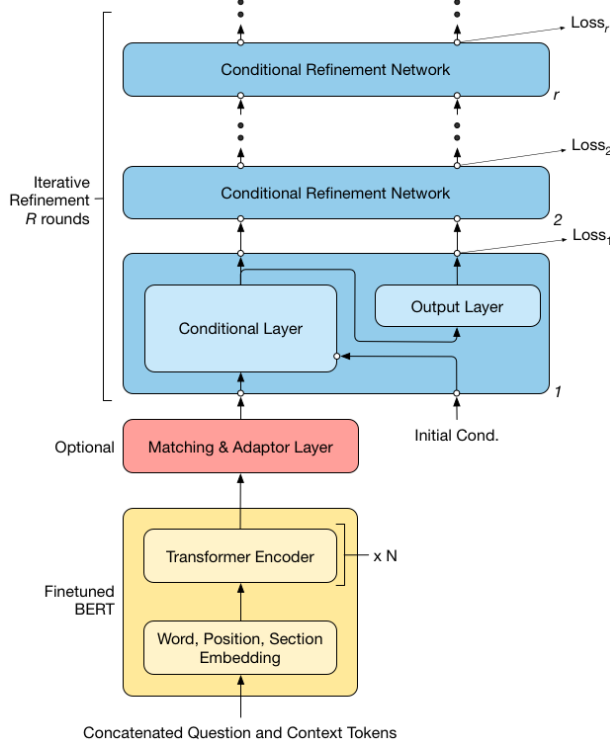 Loss_r
Conditional Refinement Network
r
Loss_2
Iterative
Refinement
R rounds
Conditional Refinement Network
2
Loss_1
Output Layer
Conditional Layer
1
Initial Cond.
Optional
Matching & Adaptor Layer
Transformer Encoder
x N
Finetuned
BERT
Word, Position, Section
Embedding
Concatenated Question and Context Tokens